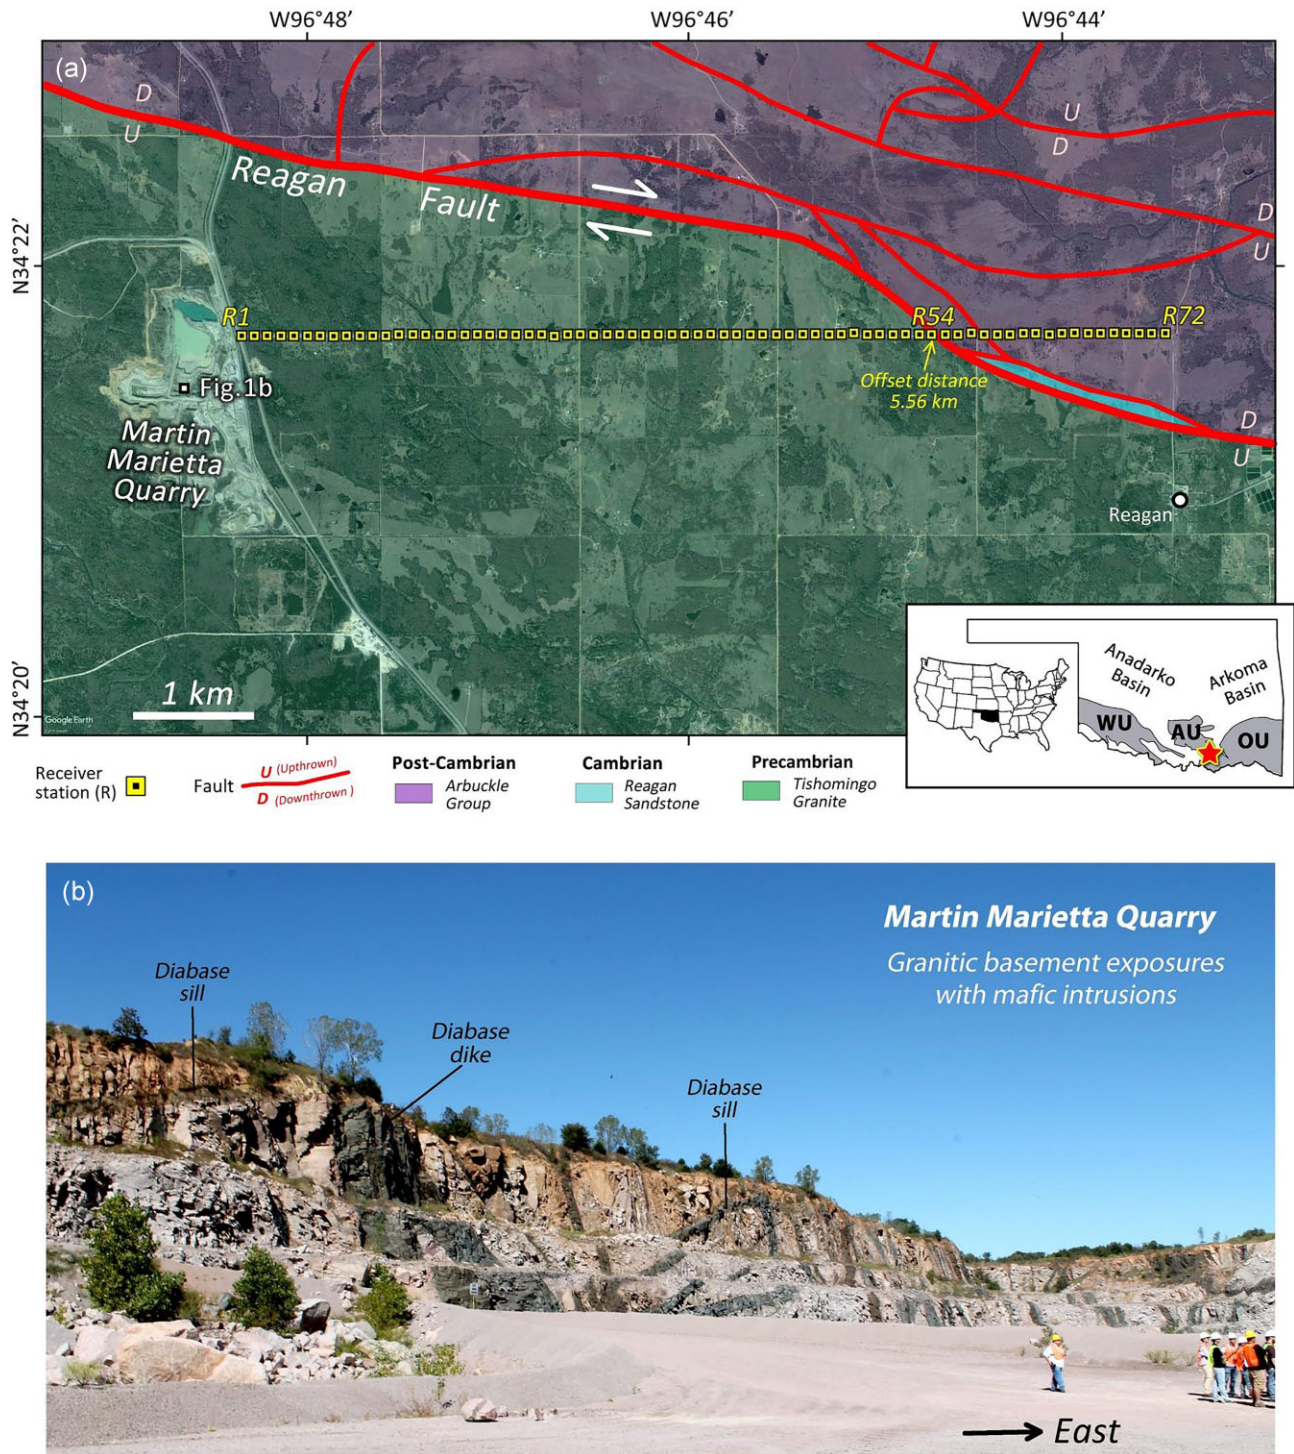 W96°48'
W96°46'
W96°44'
(a)
D
U
Reagan
Fault
U
D
D
U
N34°22'
R1
R54
R72
Offset distance
5.56 km
Fig.1b
Martin
Marietta
Quarry
D
U
Reagan
N34°20'
1 km
Google Earth
Anadarko
Basin
Arkoma
Basin
WU
AU
OU
Receiver
station (R)
Fault
U (Upthrown)
D (Downthrown)
Post-Cambrian
Arbuckle
Group
Cambrian
Reagan
Sandstone
Precambrian
Tishomingo
Granite
(b)
Martin Marietta Quarry
Granitic basement exposures
with mafic intrusions
Diabase
sill
Diabase
dike
Diabase
sill
East